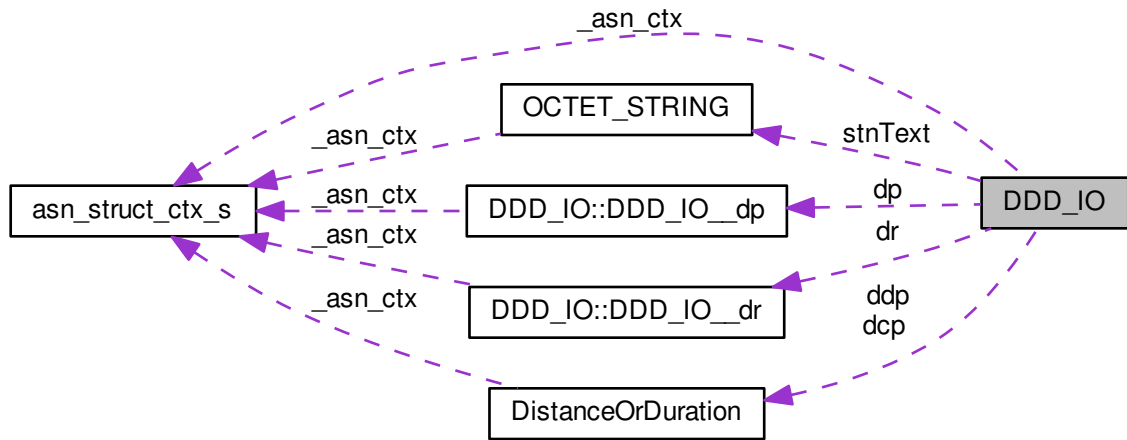 _asn_ctx
OCTET_STRING
_asn_ctx
stnText
asn_struct_ctx_s
_asn_ctx
DDD_IO::DDD_IO__dp
dp
DDD_IO
_asn_ctx
dr
DDD_IO::DDD_IO__dr
_asn_ctx
ddp
dcp
DistanceOrDuration